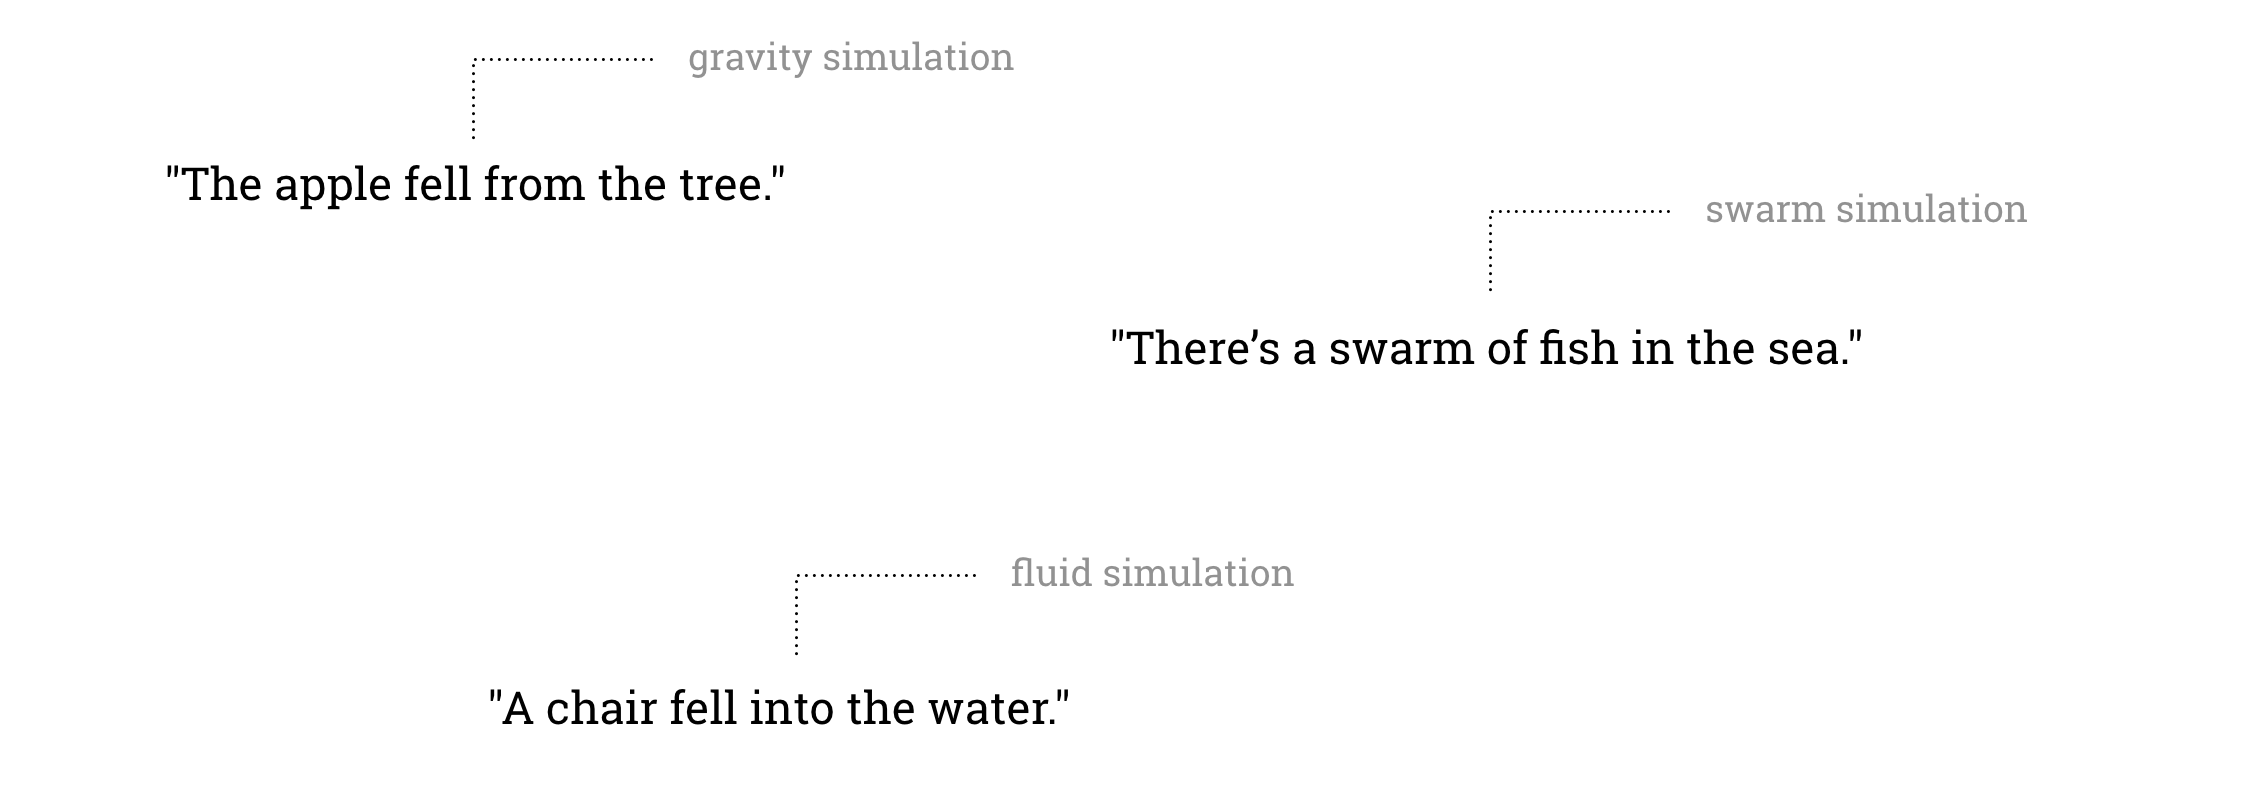 gravity simulation
"The apple fell from the tree."
swarm simulation
"There’s a swarm of fish in the sea."
fluid simulation
"A chair fell into the water."